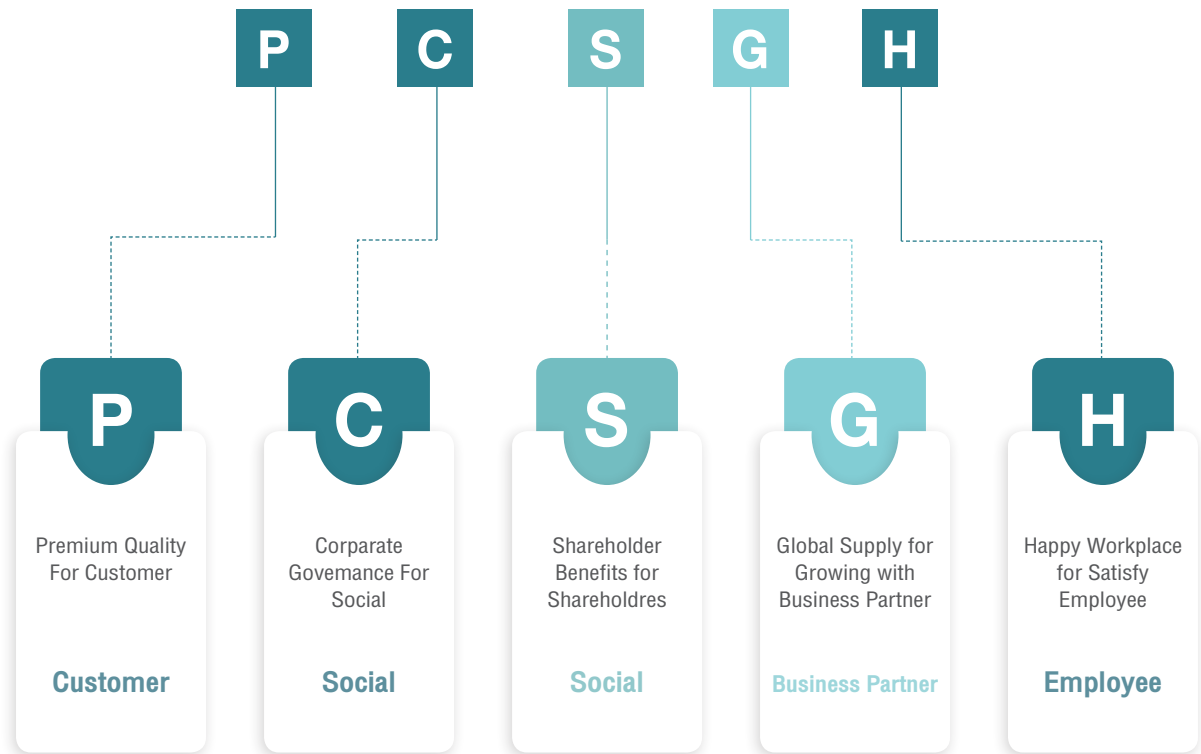 P
C
S
G
H
P
C
S
G
H
Premium Quality
For Customer
Customer
Corparate
Govemance For
Social
Social
Shareholder
Benefits for
Shareholdres
Social
Global Supply for
Growing with
Business Partner
Business Partner
Happy Workplace
for Satisfy
Employee
Employee